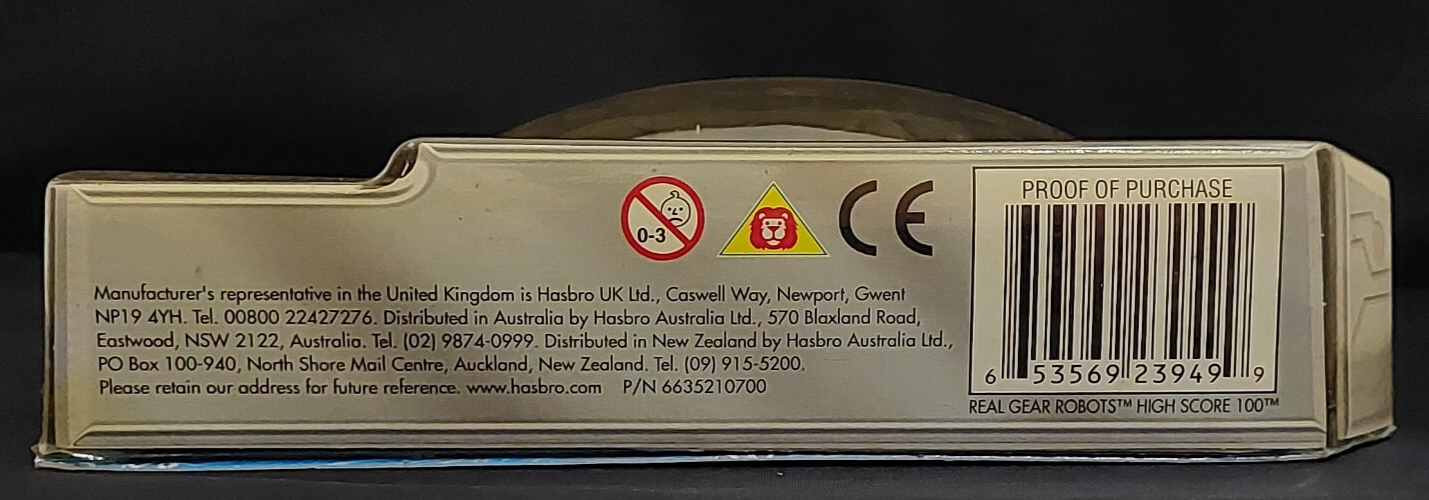 0-3
CE
PROOF OF PURCHASE
Manufacturer's representative in the United Kingdom is Hasbro UK Ltd., Caswell Way, Newport, Gwent
NP19 4YH. Tel. 00800 22427276. Distributed in Australia by Hasbro Australia Ltd., 570 Blaxland Road,
Eastwood, NSW 2122, Australia. Tel. (02) 9874-0999. Distributed in New Zealand by Hasbro Australia Ltd.,
PO Box 100-940, North Shore Mail Centre, Auckland, New Zealand. Tel. (09) 915-5200.
Please retain our address for future reference. www.hasbro.com P/N 6635210700
6 53569 23949 9
REAL GEAR ROBOTS™ HIGH SCORE 100™